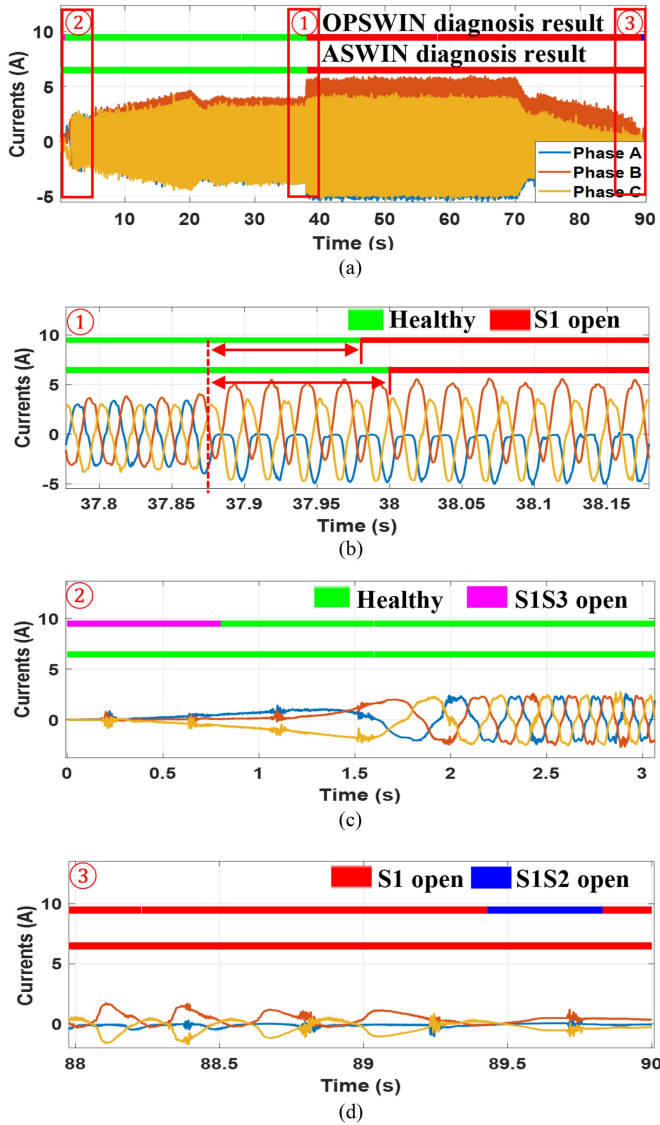 ② ① OPSWIN diagnosis result ③
ASWIN diagnosis result
10
5
0
-5
Currents (A)
Phase A
Phase B
Phase C
10 20 30 40 50 60 70 80 90
Time (s)
(a)
① Healthy S1 open
10
5
0
-5
Currents (A)
37.8 37.85 37.9 37.95 38 38.05 38.1 38.15
Time (s)
(b)
② Healthy S1S3 open
10
5
0
Currents (A)
0 0.5 1 1.5 2 2.5 3
Time (s)
(c)
③ S1 open S1S2 open
10
5
0
Currents (A)
88 88.5 89 89.5 90
Time (s)
(d)